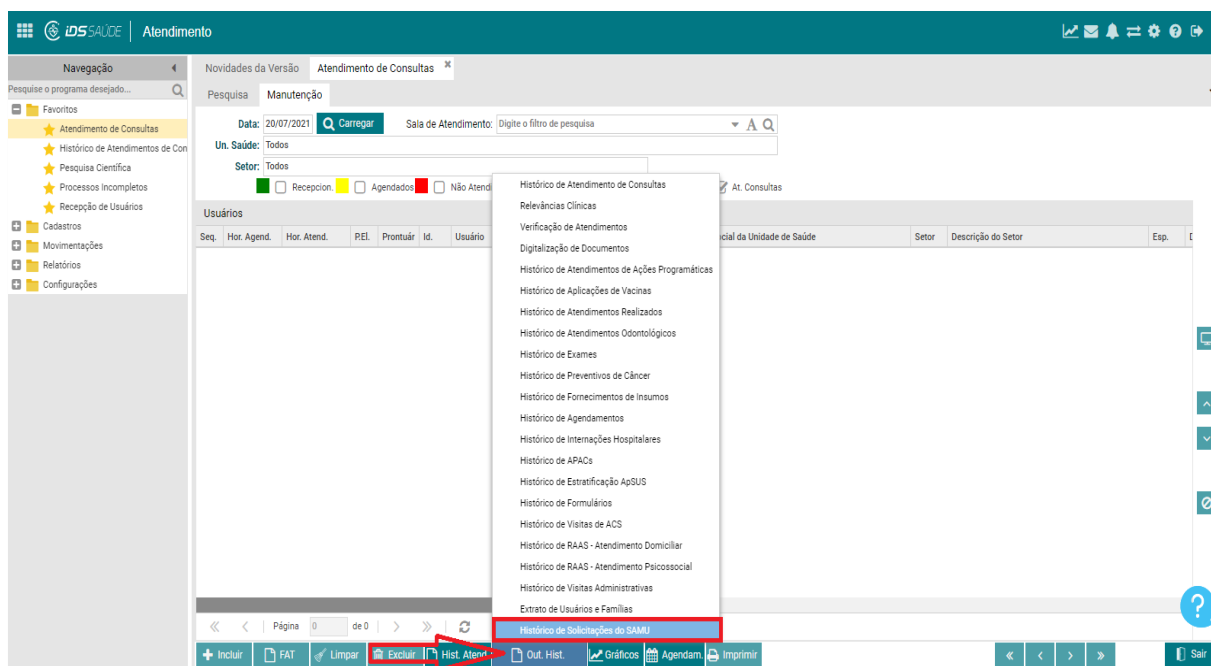 iDS SAÚDE Atendimento
Navegação
Novidades da Versão Atendimento de Consultas
Pesquise o programa desejado...
Pesquisa Manutenção
Favoritos
Atendimento de Consultas
Histórico de Atendimentos de Con
Pesquisa Científica
Processos Incompletos
Recepção de Usuários
Cadastros
Movimentações
Relatórios
Configurações
Data: 20/07/2021 Carregar Sala de Atendimento: Digite o filtro de pesquisa A
Un. Saúde: Todos
Setor: Todos
Recepcion. Agendados Não Atendi At. Consultas
Usuários
Seq. Hor. Agend. Hor. Atend. P.El. Prontuár Id. Usuário cial da Unidade de Saúde Setor Descrição do Setor Esp.
Histórico de Atendimento de Consultas
Relevâncias Clínicas
Verificação de Atendimentos
Digitalização de Documentos
Histórico de Atendimentos de Ações Programáticas
Histórico de Aplicações de Vacinas
Histórico de Atendimentos Realizados
Histórico de Atendimentos Odontológicos
Histórico de Exames
Histórico de Preventivos de Câncer
Histórico de Fornecimentos de Insumos
Histórico de Agendamentos
Histórico de Internações Hospitalares
Histórico de APACs
Histórico de Estratificação ApSUS
Histórico de Formulários
Histórico de Visitas de ACS
Histórico de RAAS - Atendimento Domiciliar
Histórico de RAAS - Atendimento Psicossocial
Histórico de Visitas Administrativas
Extrato de Usuários e Famílias
Histórico de Solicitações do SAMU
Página 0 de 0
Incluir FAT Limpar Excluir Hist. Atend. Out. Hist. Gráficos Agendam. Imprimir Sair